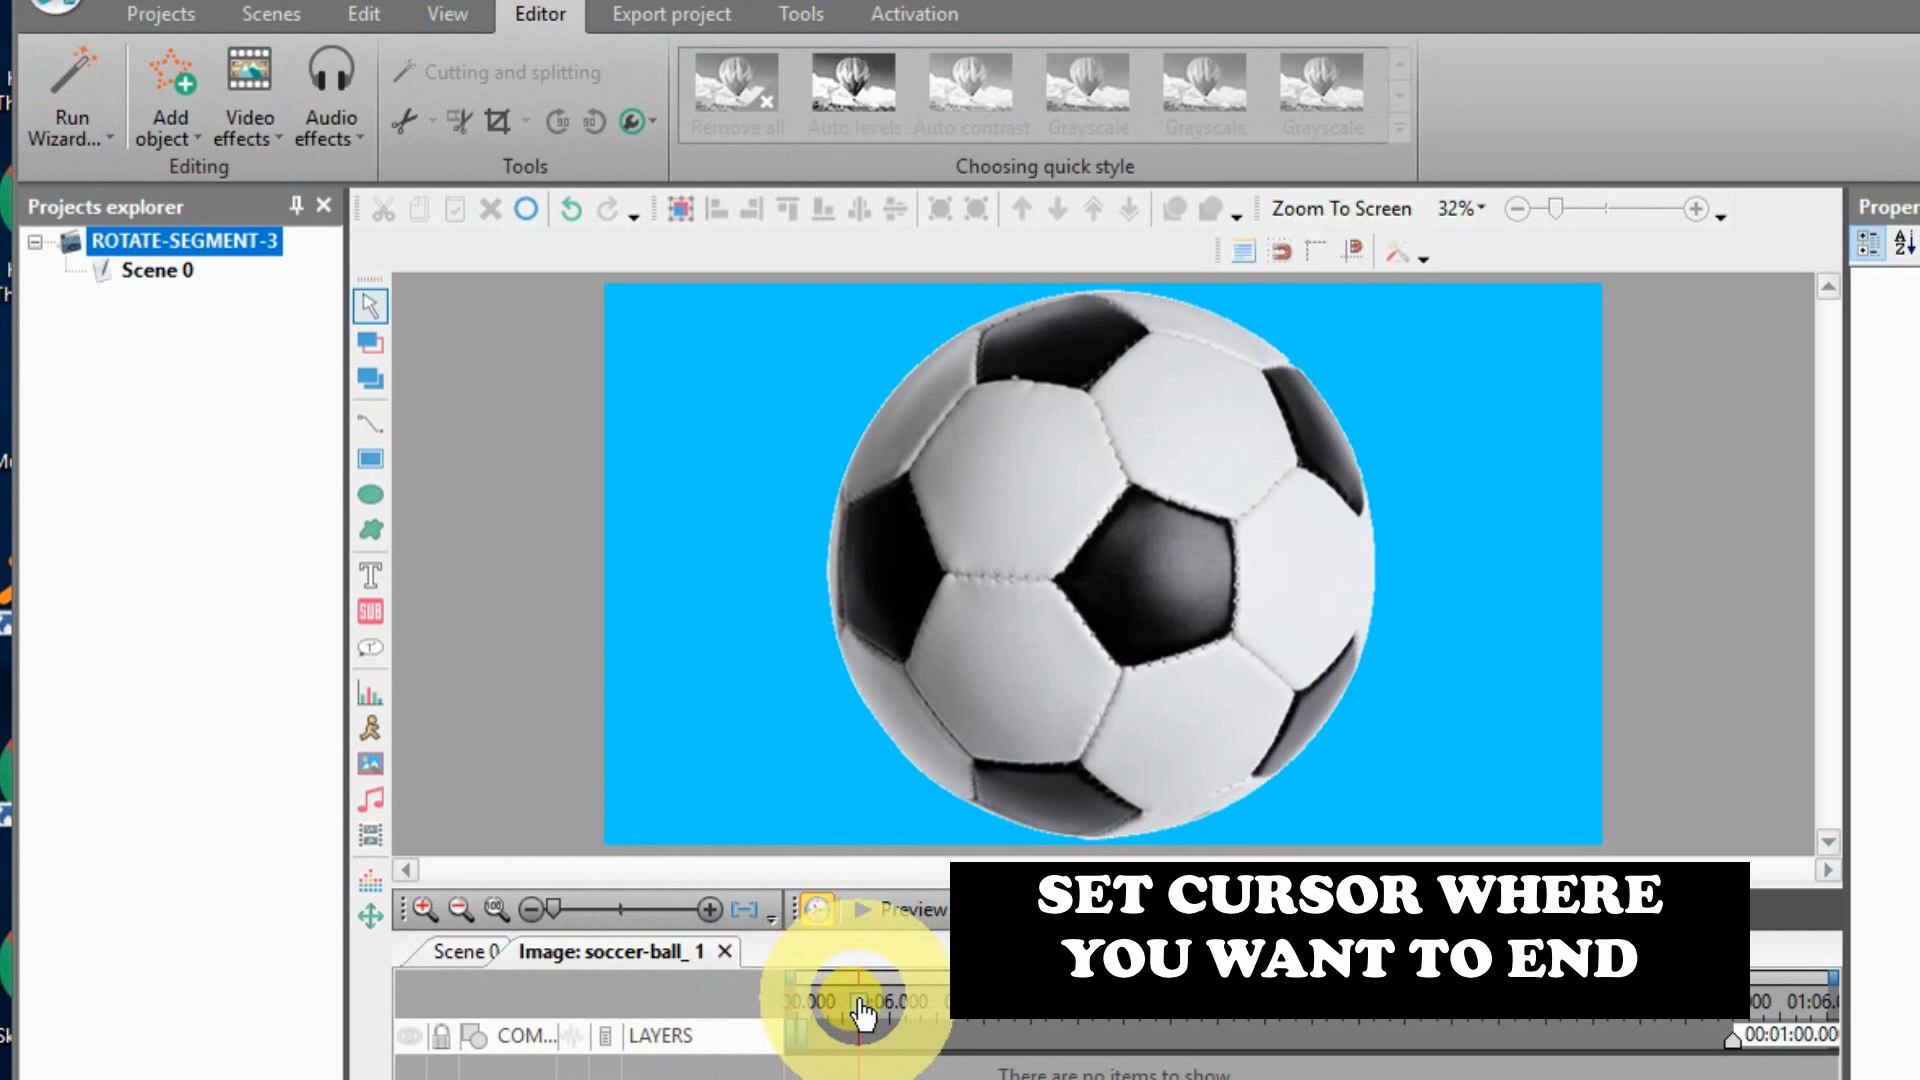 Projects Scenes Edit View Editor Export project Tools Activation
Run Wizard...
Add object
Video effects
Audio effects
Editing
Cutting and splitting
Tools
Remove all Auto levels Auto contrast Grayscale Grayscale Grayscale
Choosing quick style
Projects explorer
ROTATE-SEGMENT-3
Scene 0
Zoom To Screen 32%
Proper
T
SUB
Preview
Scene 0 Image: soccer-ball_ 1
COM... LAYERS
00:01:00.00
There are no items to show
SET CURSOR WHERE
YOU WANT TO END